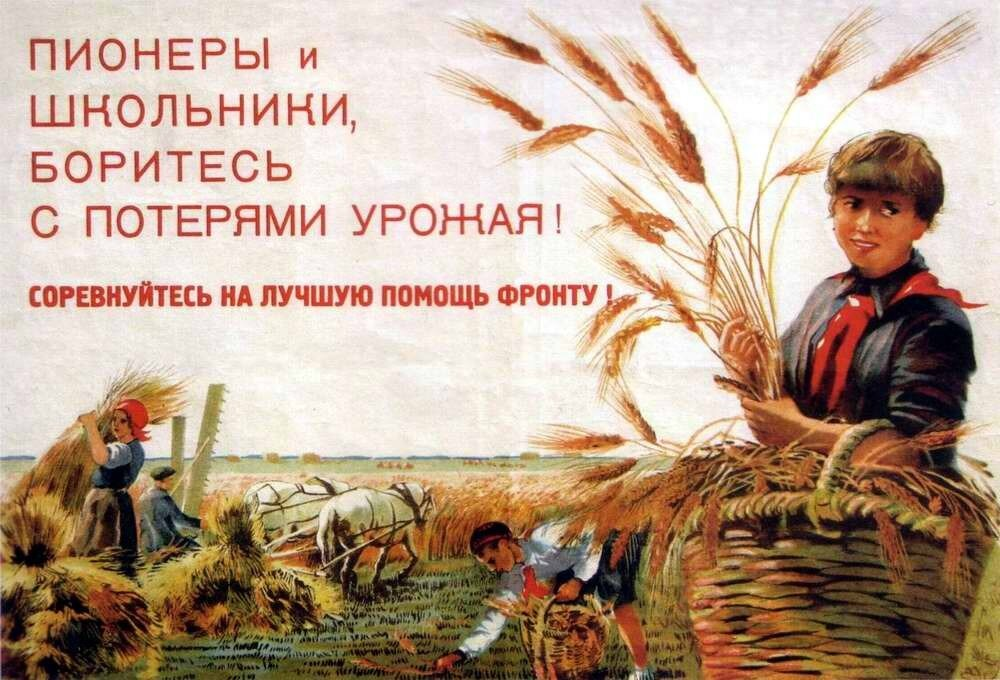 ПИОНЕРЫ и
ШКОЛЬНИКИ,
БОРИТЕСЬ
С ПОТЕРЯМИ УРОЖАЯ!
СОРЕВНУЙТЕСЬ НА ЛУЧШУЮ ПОМОЩЬ ФРОНТУ!